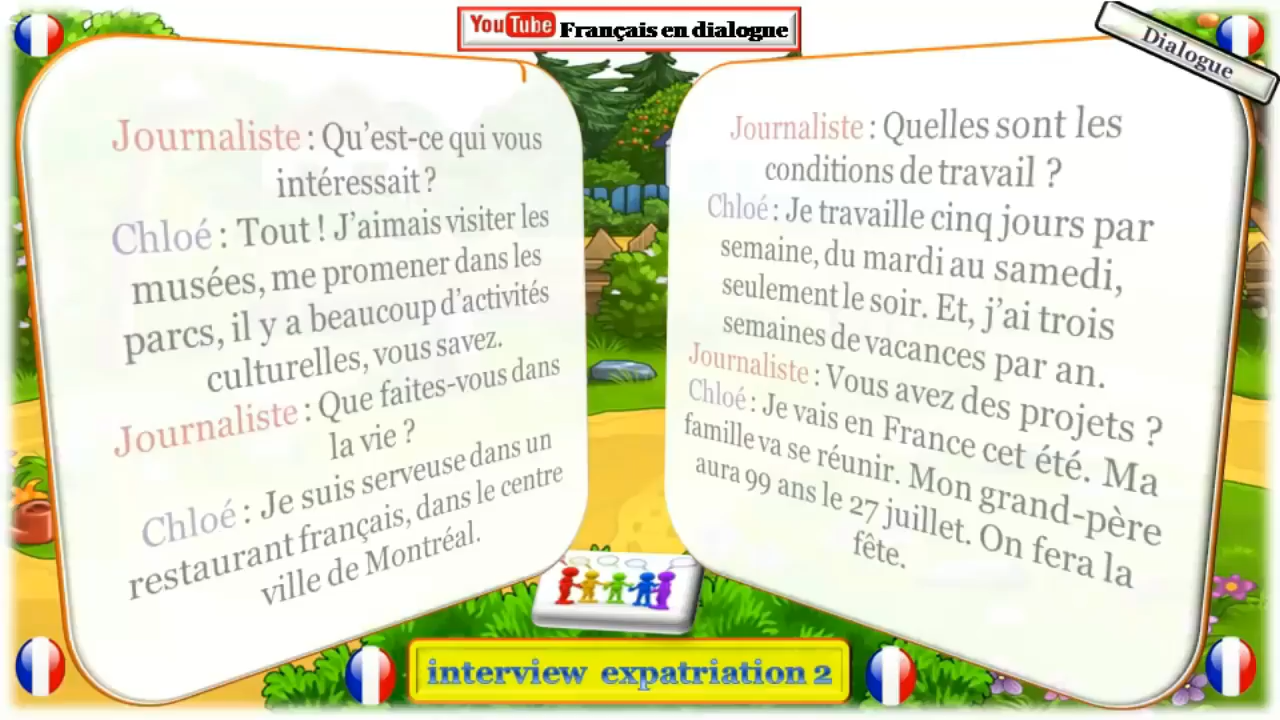 YouTube Français en dialogue
Dialogue
Journaliste : Qu'est-ce qui vous
intéressait ?
Chloé : Tout ! J'aimais visiter les
musées, me promener dans les
parcs, il y a beaucoup d'activités
culturelles, vous savez.
Journaliste : Que faites-vous dans
la vie ?
Chloé : Je suis serveuse dans un
restaurant français, dans le centre
ville de Montréal.
Journaliste : Quelles sont les
conditions de travail ?
Chloé : Je travaille cinq jours par
semaine, du mardi au samedi,
seulement le soir. Et, j'ai trois
semaines de vacances par an.
Journaliste : Vous avez des projets ?
Chloé : Je vais en France cet été. Ma
famille va se réunir. Mon grand-père
aura 99 ans le 27 juillet. On fera la
fête.
interview expatriation 2